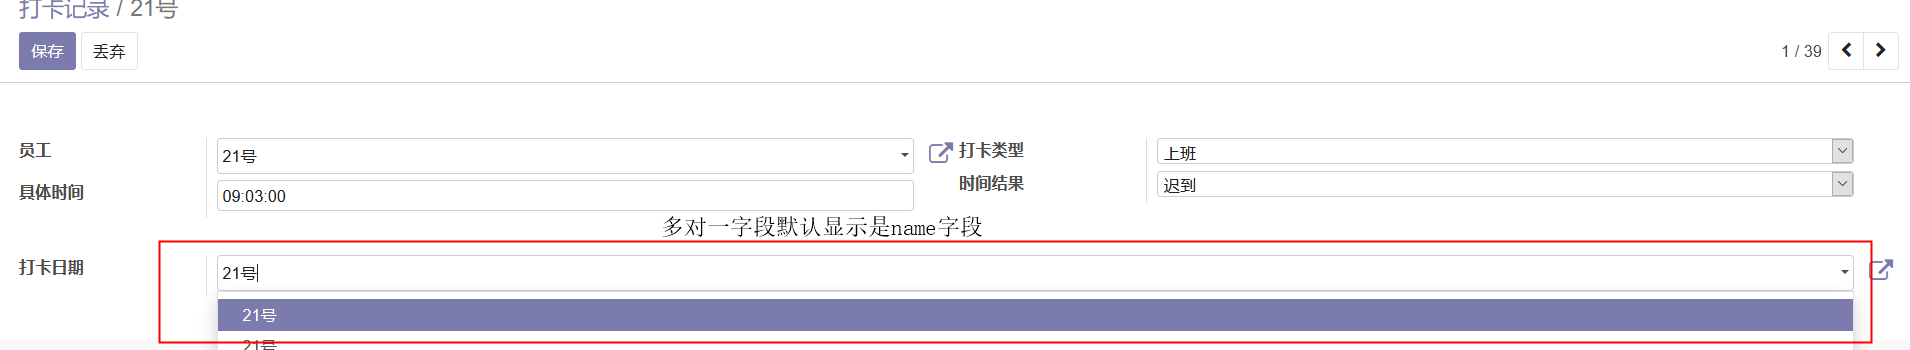 打卡记录 / 21号
保存 丢弃 1 / 39
员工 21号 打卡类型 上班
具体时间 09:03:00 时间结果 迟到
多对一字段默认显示是name字段
打卡日期 21号
21号
21号